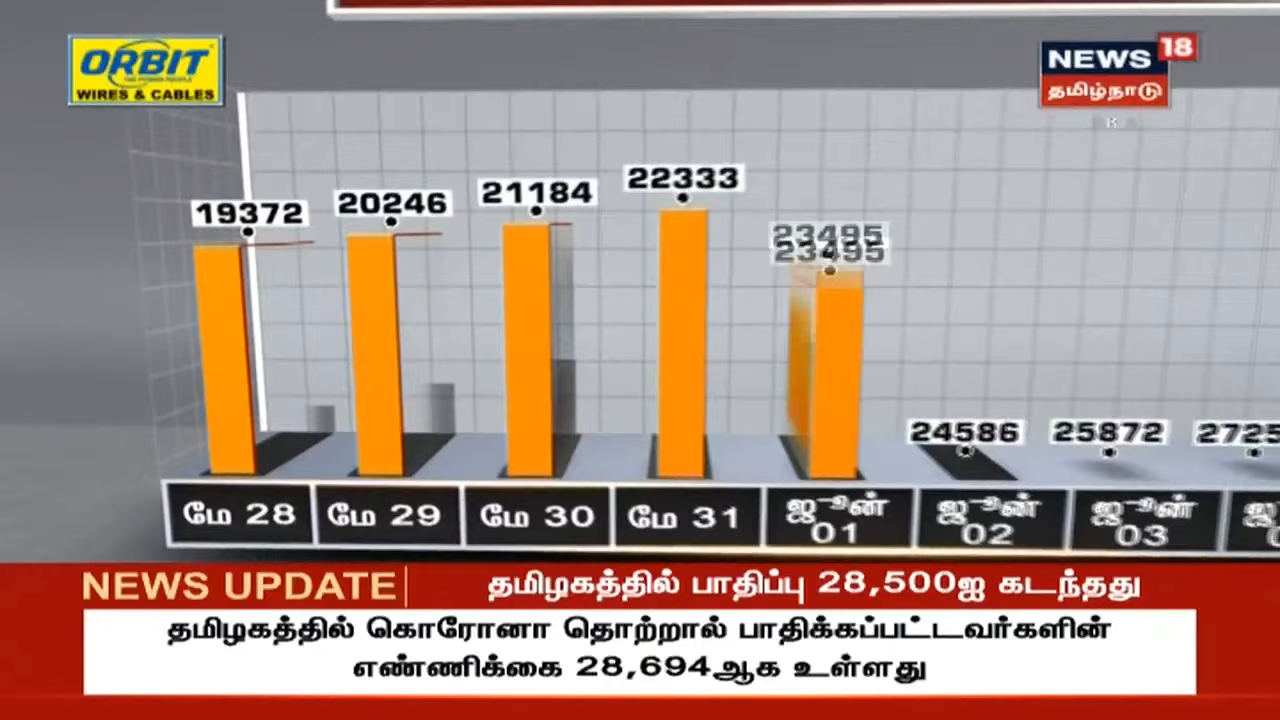 ORBIT
WIRES & CABLES
NEWS 18
தமிழ்நாடு
19372
20246
21184
22333
23495
23495
24586
25872
மே 28
மே 29
மே 30
மே 31
ஜூன் 01
ஜூன் 02
ஜூன் 03
NEWS UPDATE
தமிழகத்தில் பாதிப்பு 28,500ஐ கடந்தது
தமிழகத்தில் கொரோனா தொற்றால் பாதிக்கப்பட்டவர்களின்
எண்ணிக்கை 28,694ஆக உள்ளது